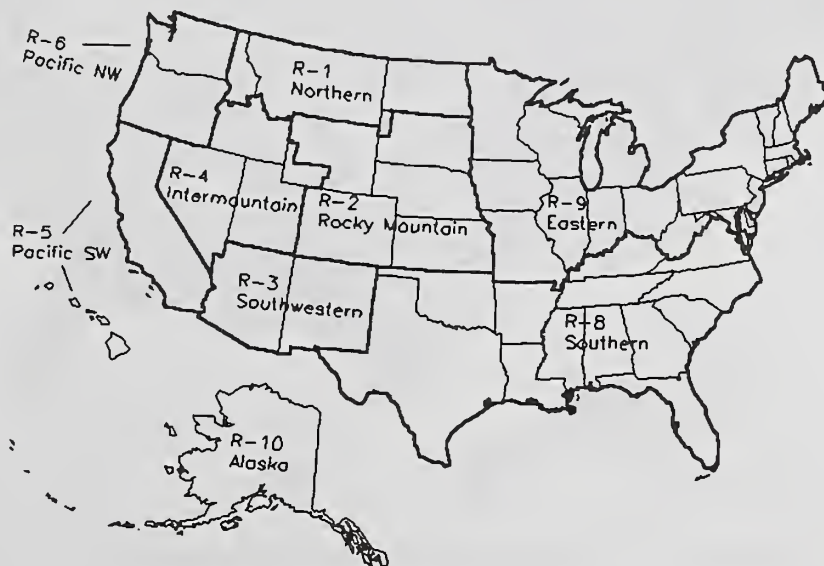 R-6
Pacific NW
R-1
Northern
R-4
Intermountain
R-2
Rocky Mountain
R-9
Eastern
R-5
Pacific SW
R-3
Southwestern
R-8
Southern
R-10
Alaska